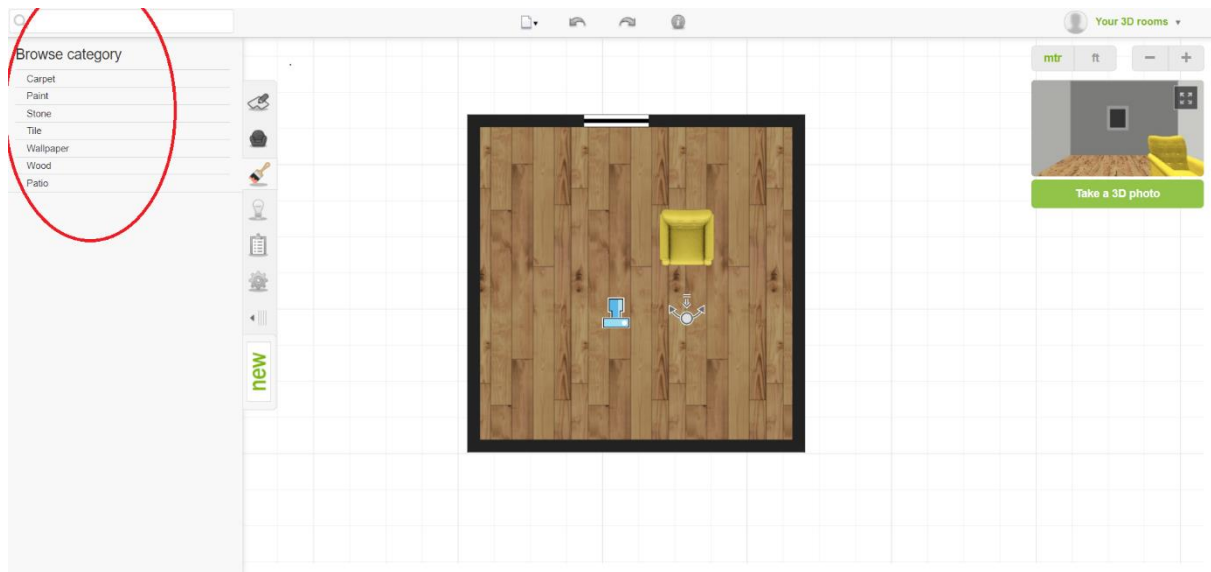 Your 3D rooms
Browse category
Carpet
Paint
Stone
Tile
Wallpaper
Wood
Patio
new
mtr ft
Take a 3D photo